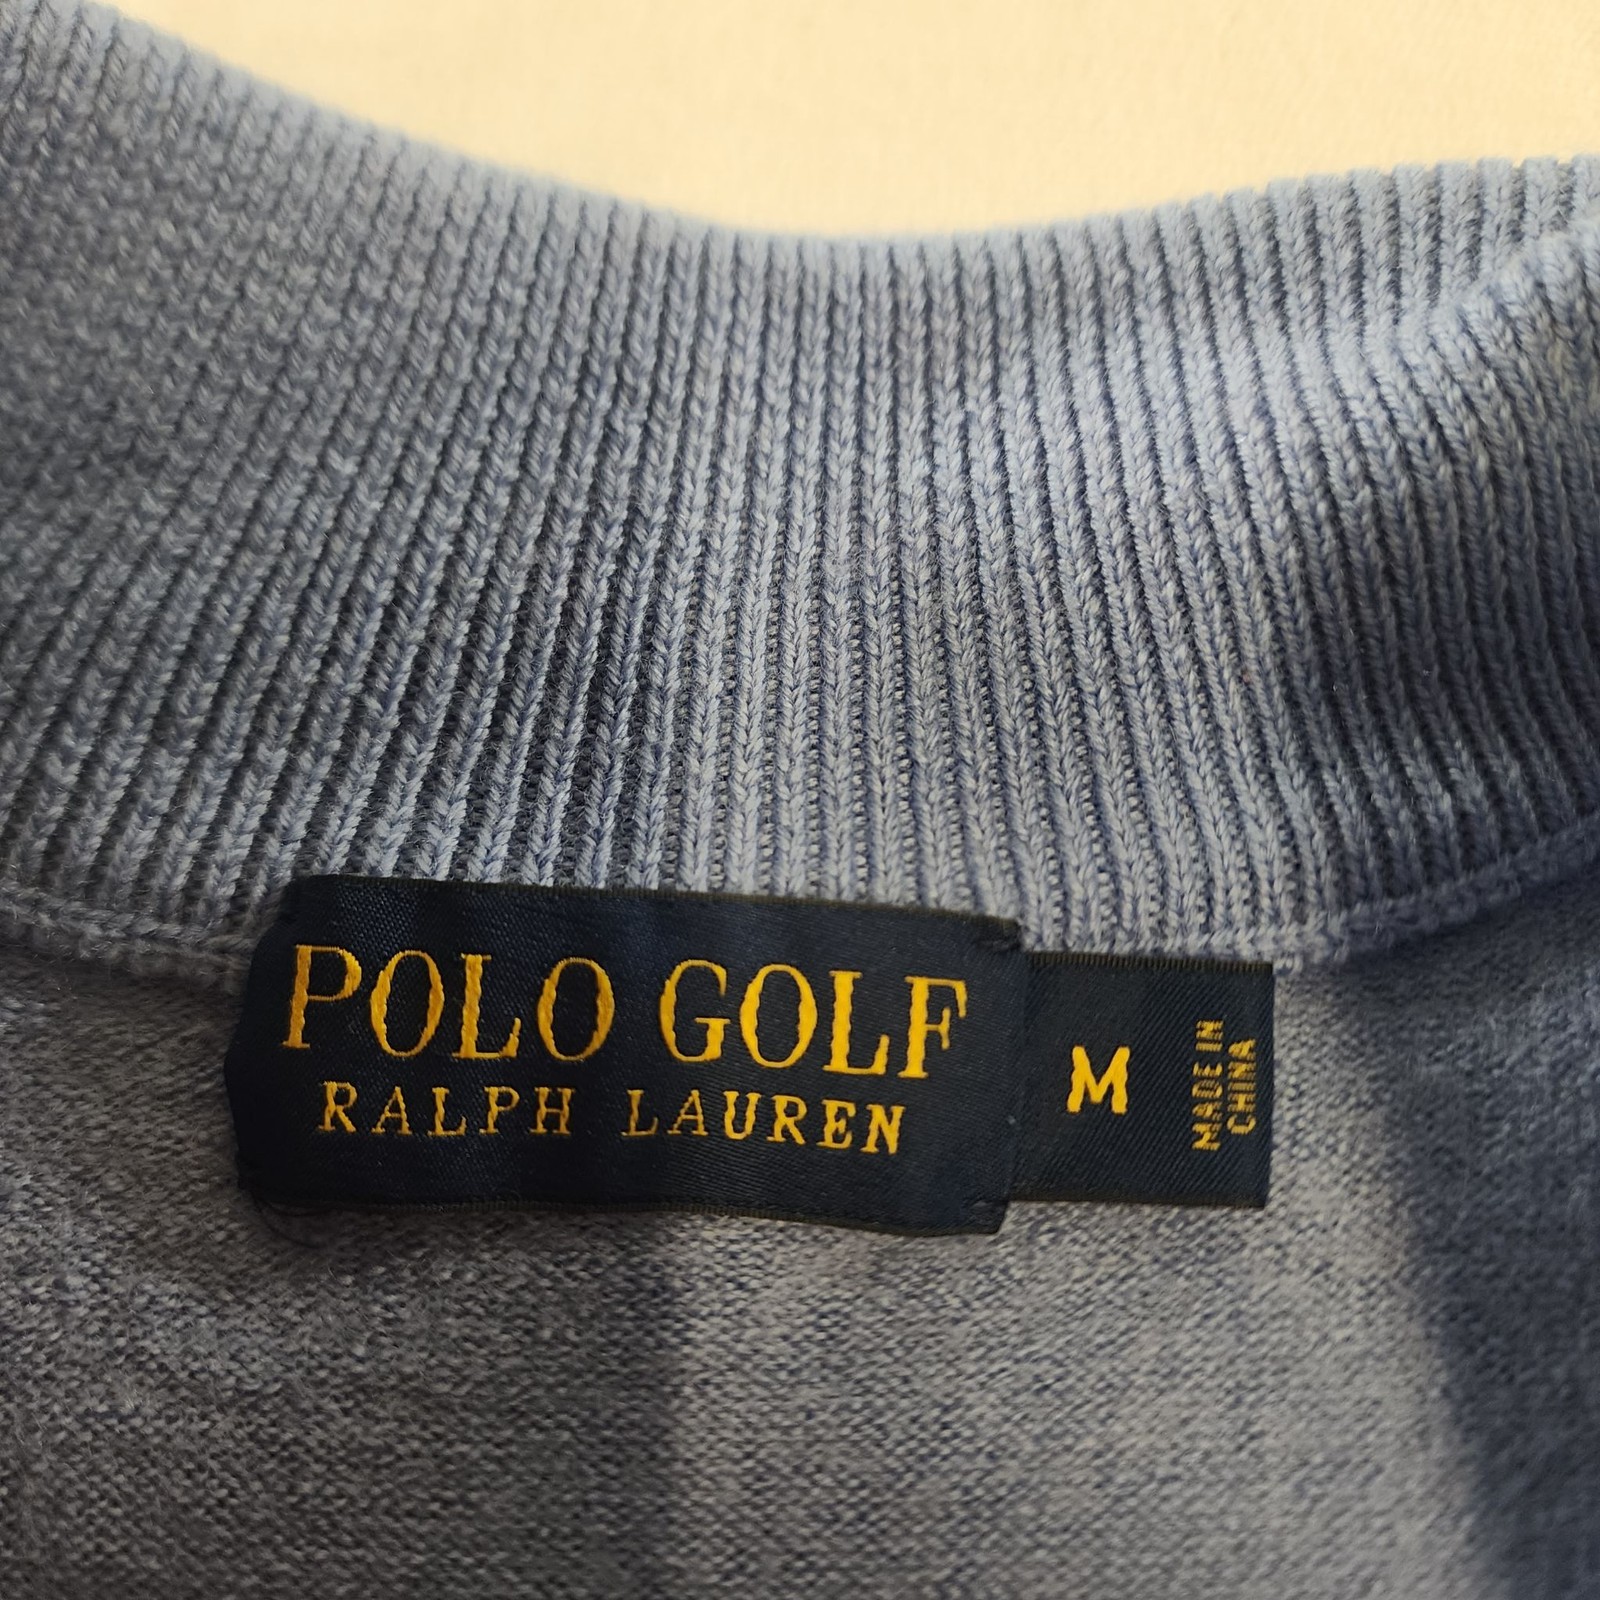 POLO GOLF
RALPH LAUREN
M
MADE IN
CHINA